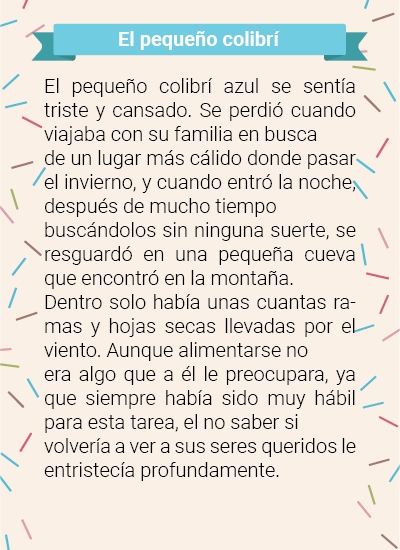 El pequeño colibrí
El pequeño colibrí azul se sentía
triste y cansado. Se perdió cuando
viajaba con su familia en busca
de un lugar más cálido donde pasar
el invierno, y cuando entró la noche,
después de mucho tiempo
buscándolos sin ninguna suerte, se
resguardó en una pequeña cueva
que encontró en la montaña.
Dentro solo había unas cuantas ra-
mas y hojas secas llevadas por el
viento. Aunque alimentarse no
era algo que a él le preocupara, ya
que siempre había sido muy hábil
para esta tarea, el no saber si
volvería a ver a sus seres queridos le
entristecía profundamente.